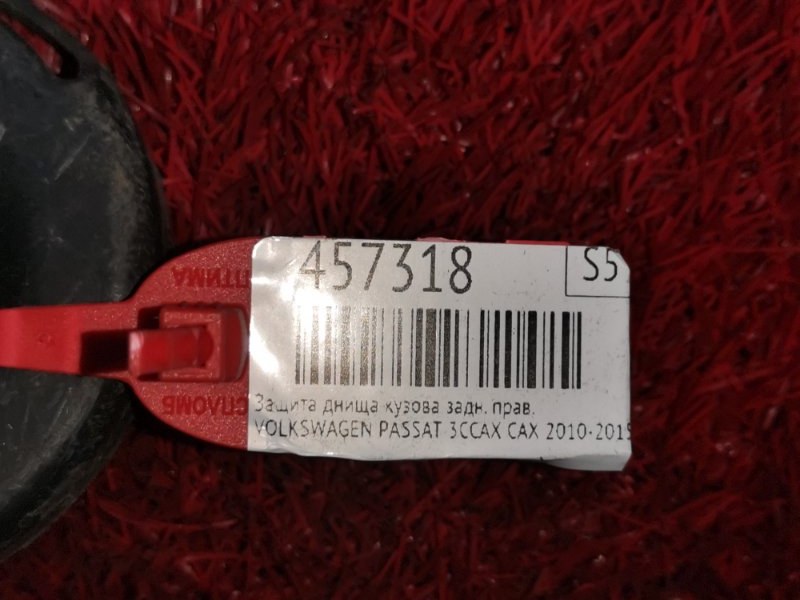 457318
S5
Защита днища кузова задн. прав.
VOLKSWAGEN PASSAT 3CCAX CAX 2010-2015